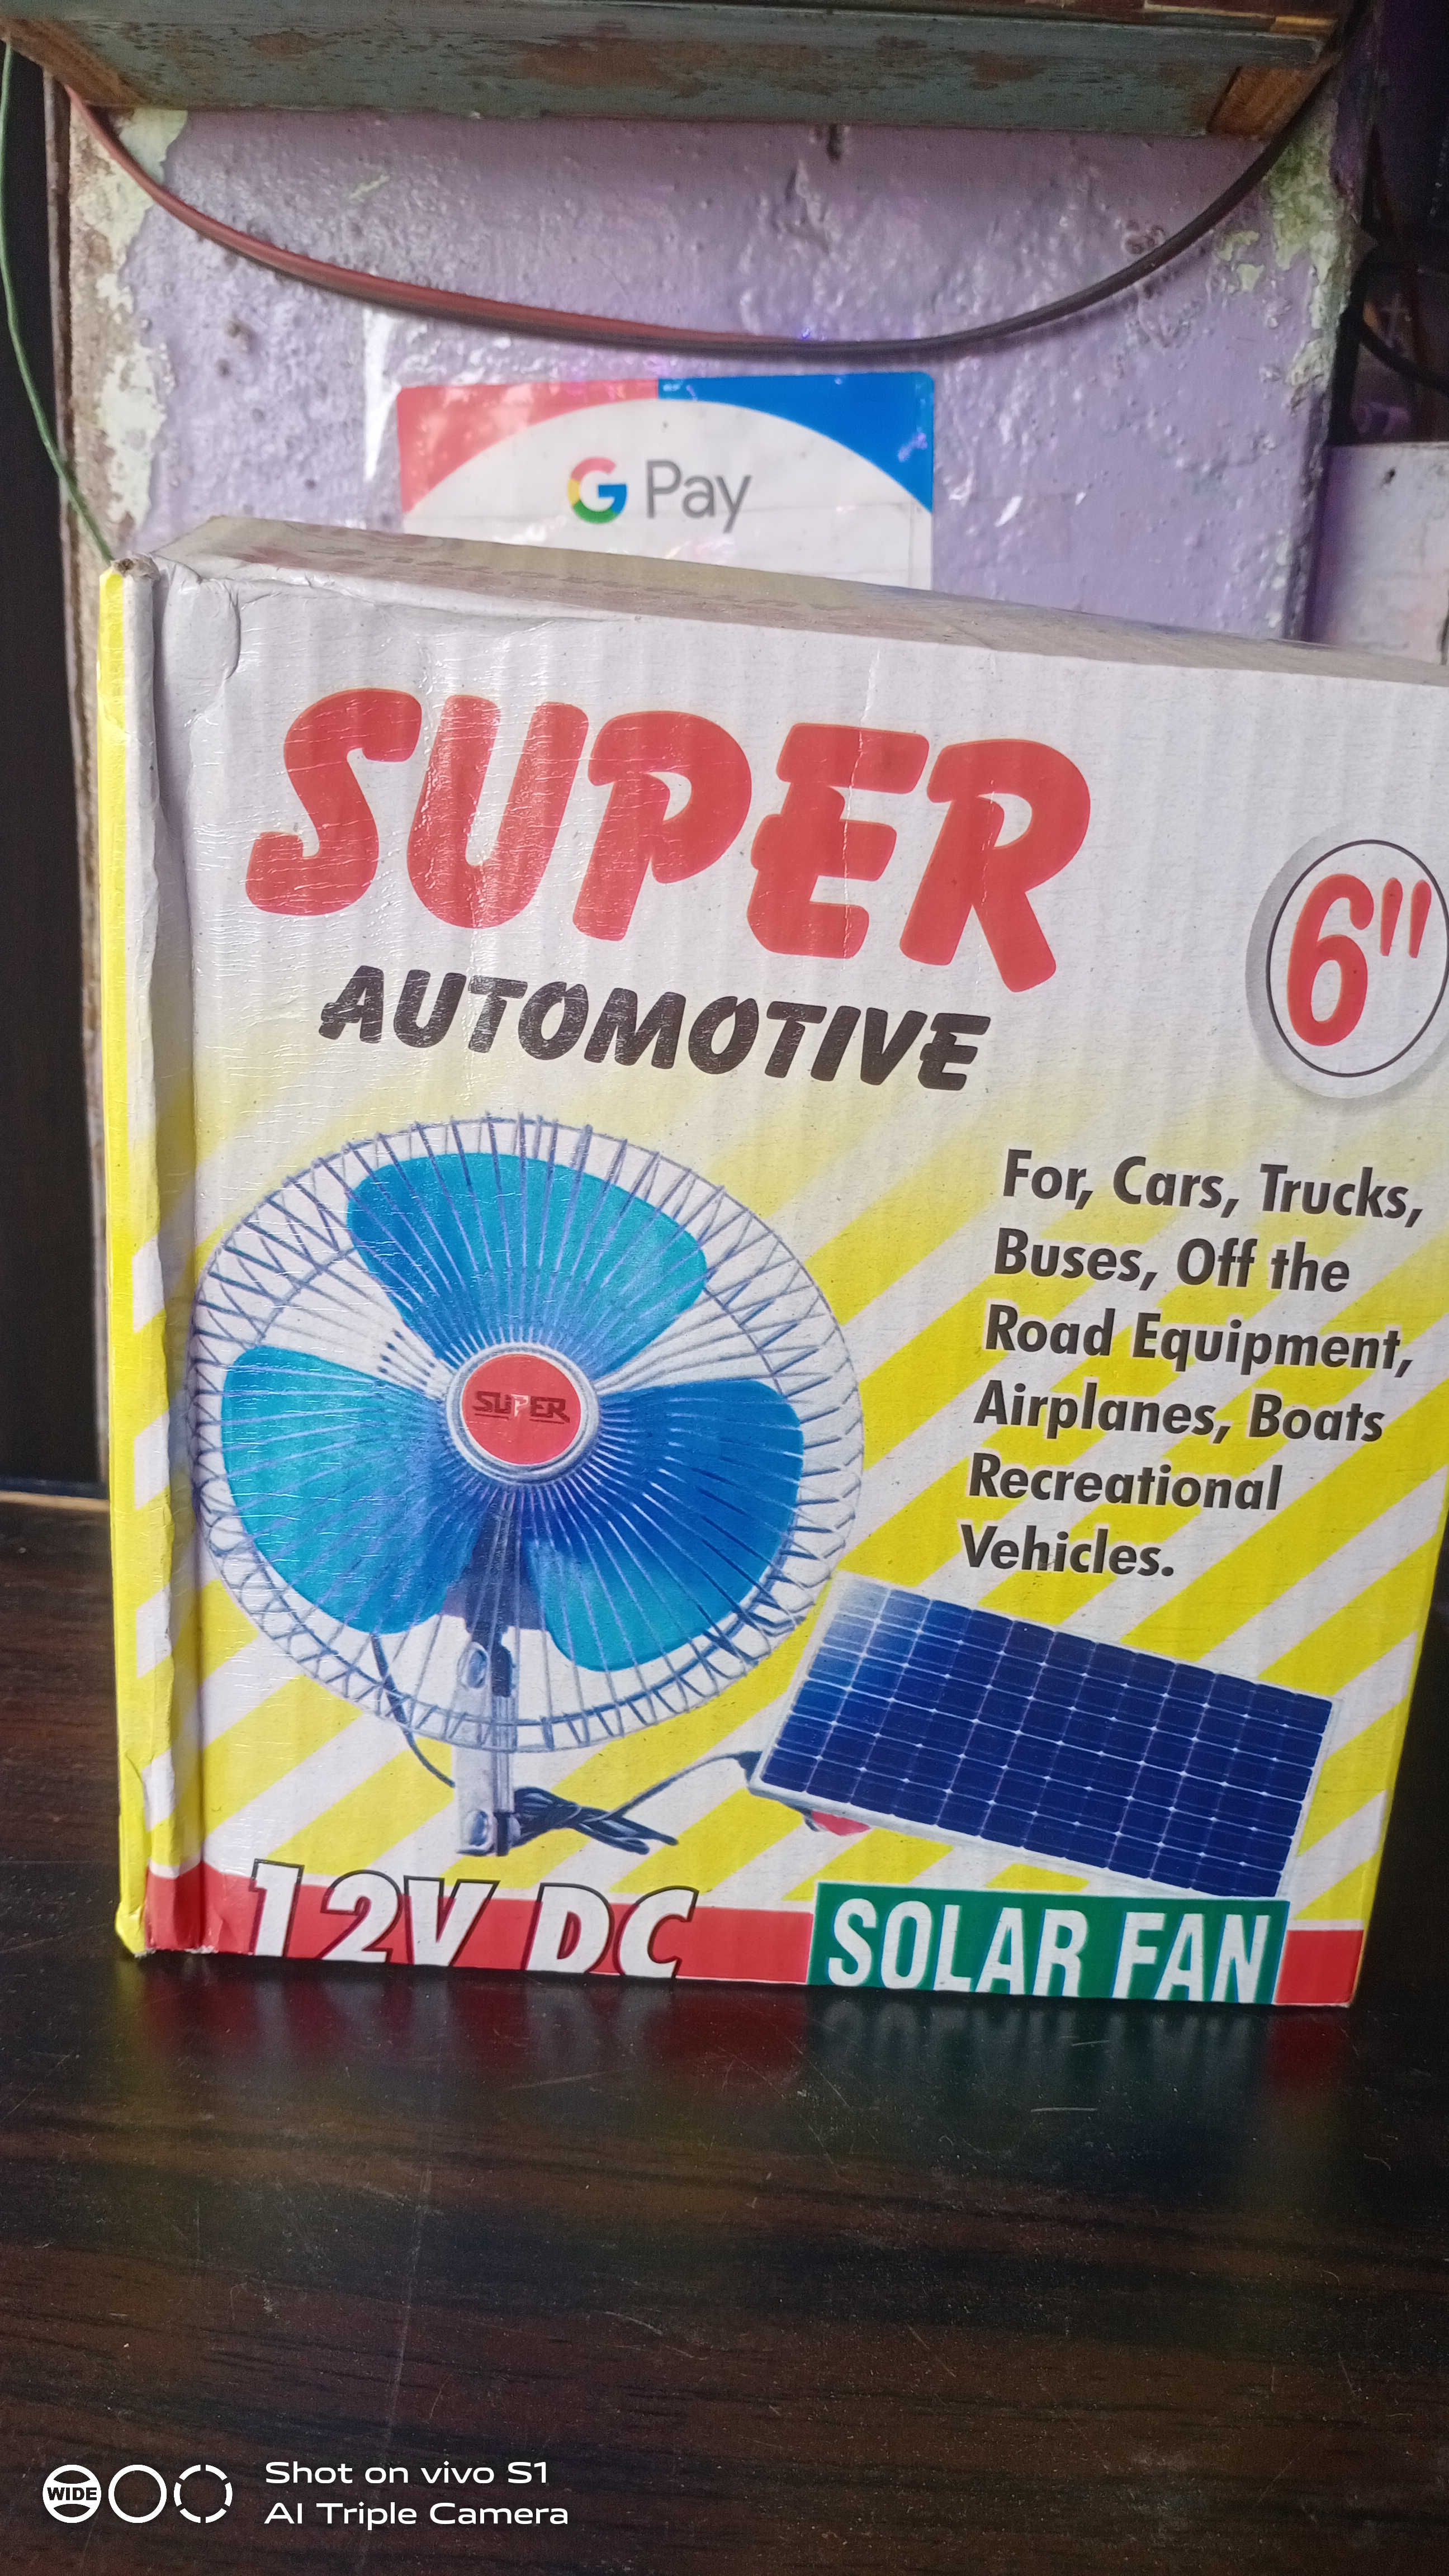 G Pay
SUPER
AUTOMOTIVE
6"
For, Cars, Trucks,
Buses, Off the
Road Equipment,
Airplanes, Boats
Recreational
Vehicles.
SUPER
12V DC
SOLAR FAN
WIDE
Shot on vivo S1
AI Triple Camera